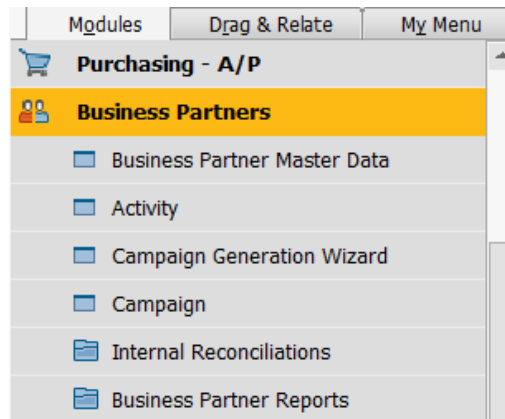 Modules Drag & Relate My Menu
Purchasing - A/P
Business Partners
Business Partner Master Data
Activity
Campaign Generation Wizard
Campaign
Internal Reconciliations
Business Partner Reports